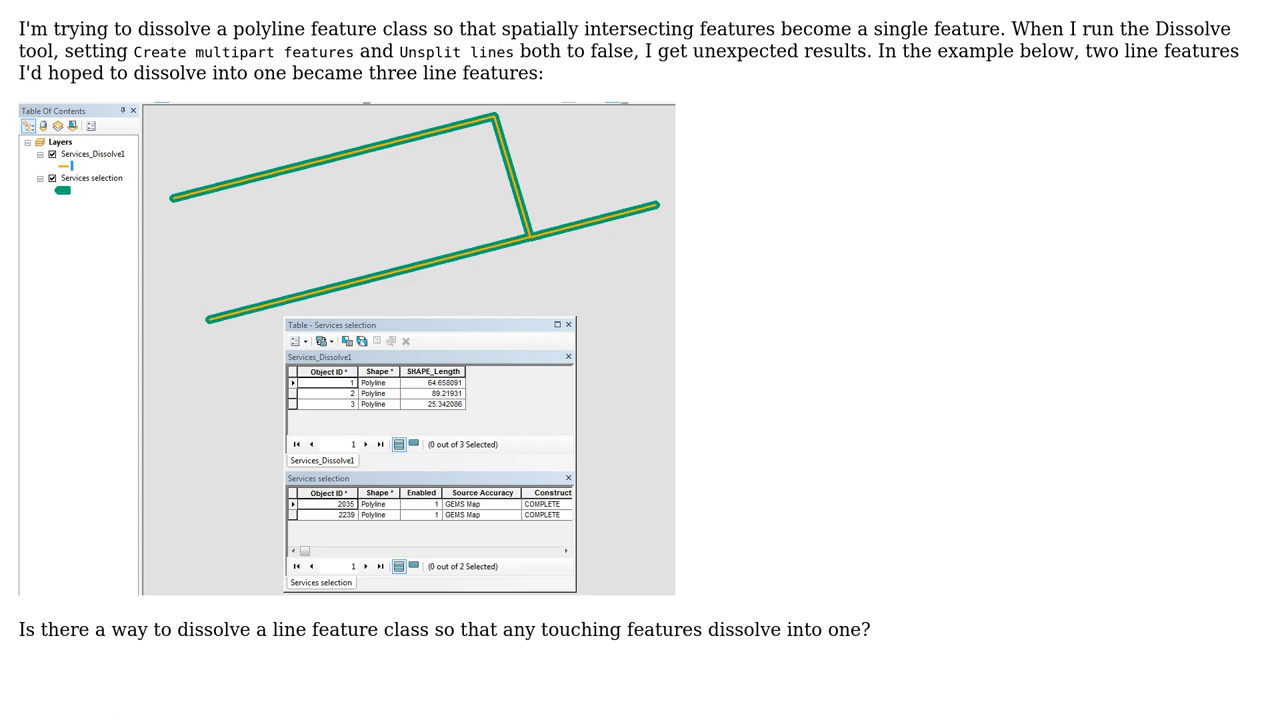 I'm trying to dissolve a polyline feature class so that spatially intersecting features become a single feature. When I run the Dissolve
tool, setting Create multipart features and Unsplit lines both to false, I get unexpected results. In the example below, two line features
I'd hoped to dissolve into one became three line features:
Table Of Contents
Layers
Services_Dissolve1
Services selection
Table - Services selection
Services_Dissolve1
Object ID * Shape * SHAPE_Length
1 Polyline 64.658091
2 Polyline 89.21931
3 Polyline 25.342086
1 (0 out of 3 Selected)
Services_Dissolve1
Services selection
Object ID * Shape * Enabled Source Accuracy Construct
2035 Polyline 1 GEMS Map COMPLETE
2239 Polyline 1 GEMS Map COMPLETE
1 (0 out of 2 Selected)
Services selection
Is there a way to dissolve a line feature class so that any touching features dissolve into one?